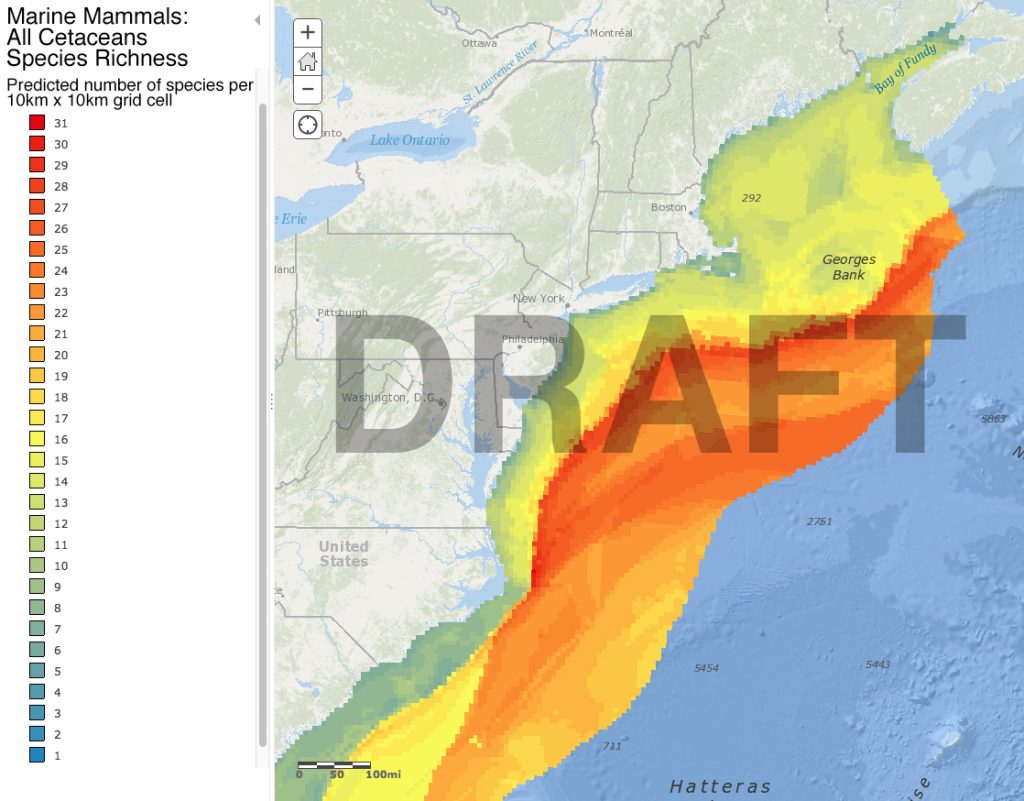 Marine Mammals:
All Cetaceans
Species Richness
Predicted number of species per
10km x 10km grid cell
31
30
29
28
27
26
25
24
23
22
21
20
19
18
17
16
15
14
13
12
11
10
9
8
7
6
5
4
3
2
1
+
−
Ottawa
Montréal
St. Lawrence River
Bay of Fundy
nto
Lake Ontario
292
Boston
e Erie
Georges
Bank
land
New York
Pittsburgh
Philadelphia
DRAFT
Washington, D.C.
5863
N
2751
United
States
e
5454
5443
711
0 50 100mi
Hatteras
use